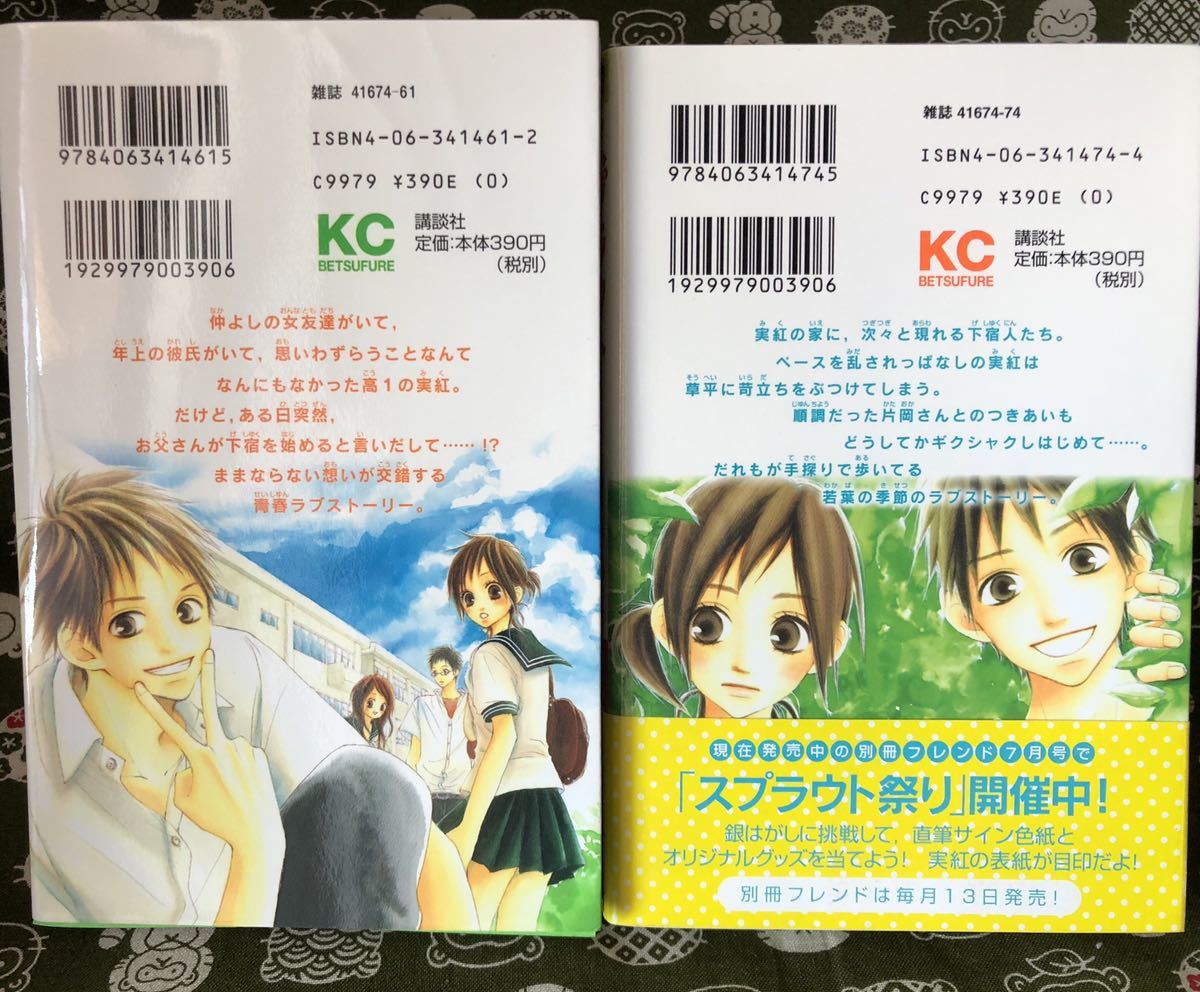 雑誌 41674-61
ISBN4-06-341461-2
9784063414615
C9979 ¥390E (0)
1929979003906
KC
BETSUFURE
講談社
定価:本体390円
(税別)
仲よしの女友達がいて,
年上の彼氏がいて, 思いわずらうことなんて
なんにもなかった高1の実紅。
だけど, ある日突然,
お父さんが下宿を始めると言いだして……!?
ままならない想いが交錯する
青春ラブストーリー。
雑誌 41674-74
ISBN4-06-341474-4
9784063414745
C9979 ¥390E (0)
1929979003906
KC
BETSUFURE
講談社
定価:本体390円
(税別)
実紅の家に, 次々と現れる下宿人たち。
ペースを乱されっぱなしの実紅は
草平に苛立ちをぶつけてしまう。
順調だった片岡さんとのつきあいも
どうしてかギクシャクしはじめて……。
だれもが手探りで歩いてる
若葉の季節のラブストーリー。
現在発売中の別冊フレンド7月号で
「スプラウト祭り」開催中!
銀はがしに挑戦して, 直筆サイン色紙と
オリジナルグッズを当てよう! 実紅の表紙が目印だよ!
別冊フレンドは毎月13日発売!